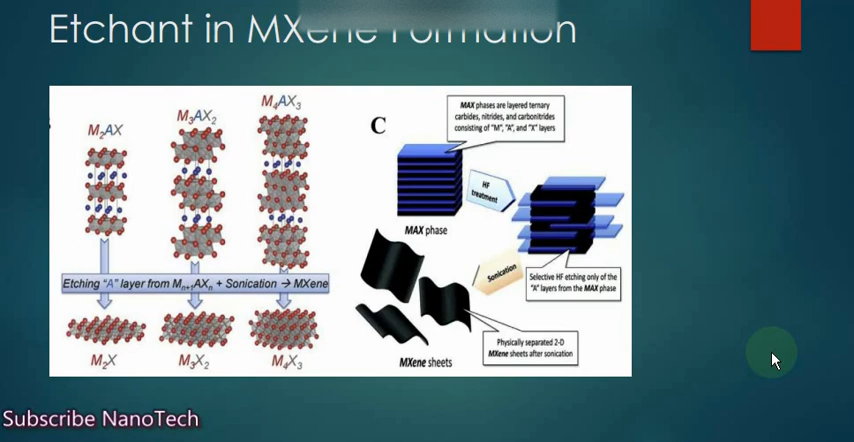 Etchant in MXene Formation
M₂AX
M₃AX₂
M₄AX₃
Etching "A" layer from Mₙ₊₁AXₙ + Sonication → MXene
M₂X
M₃X₂
M₄X₃
C
MAX phases are layered ternary
carbides, nitrides, and carbonitrides
consisting of "M", "A", and "X" layers
MAX phase
HF
treatment
Selective HF etching only of the
"A" layers from the MAX phase
Sonication
Physically separated 2-D
MXene sheets after sonication
MXene sheets
Subscribe NanoTech